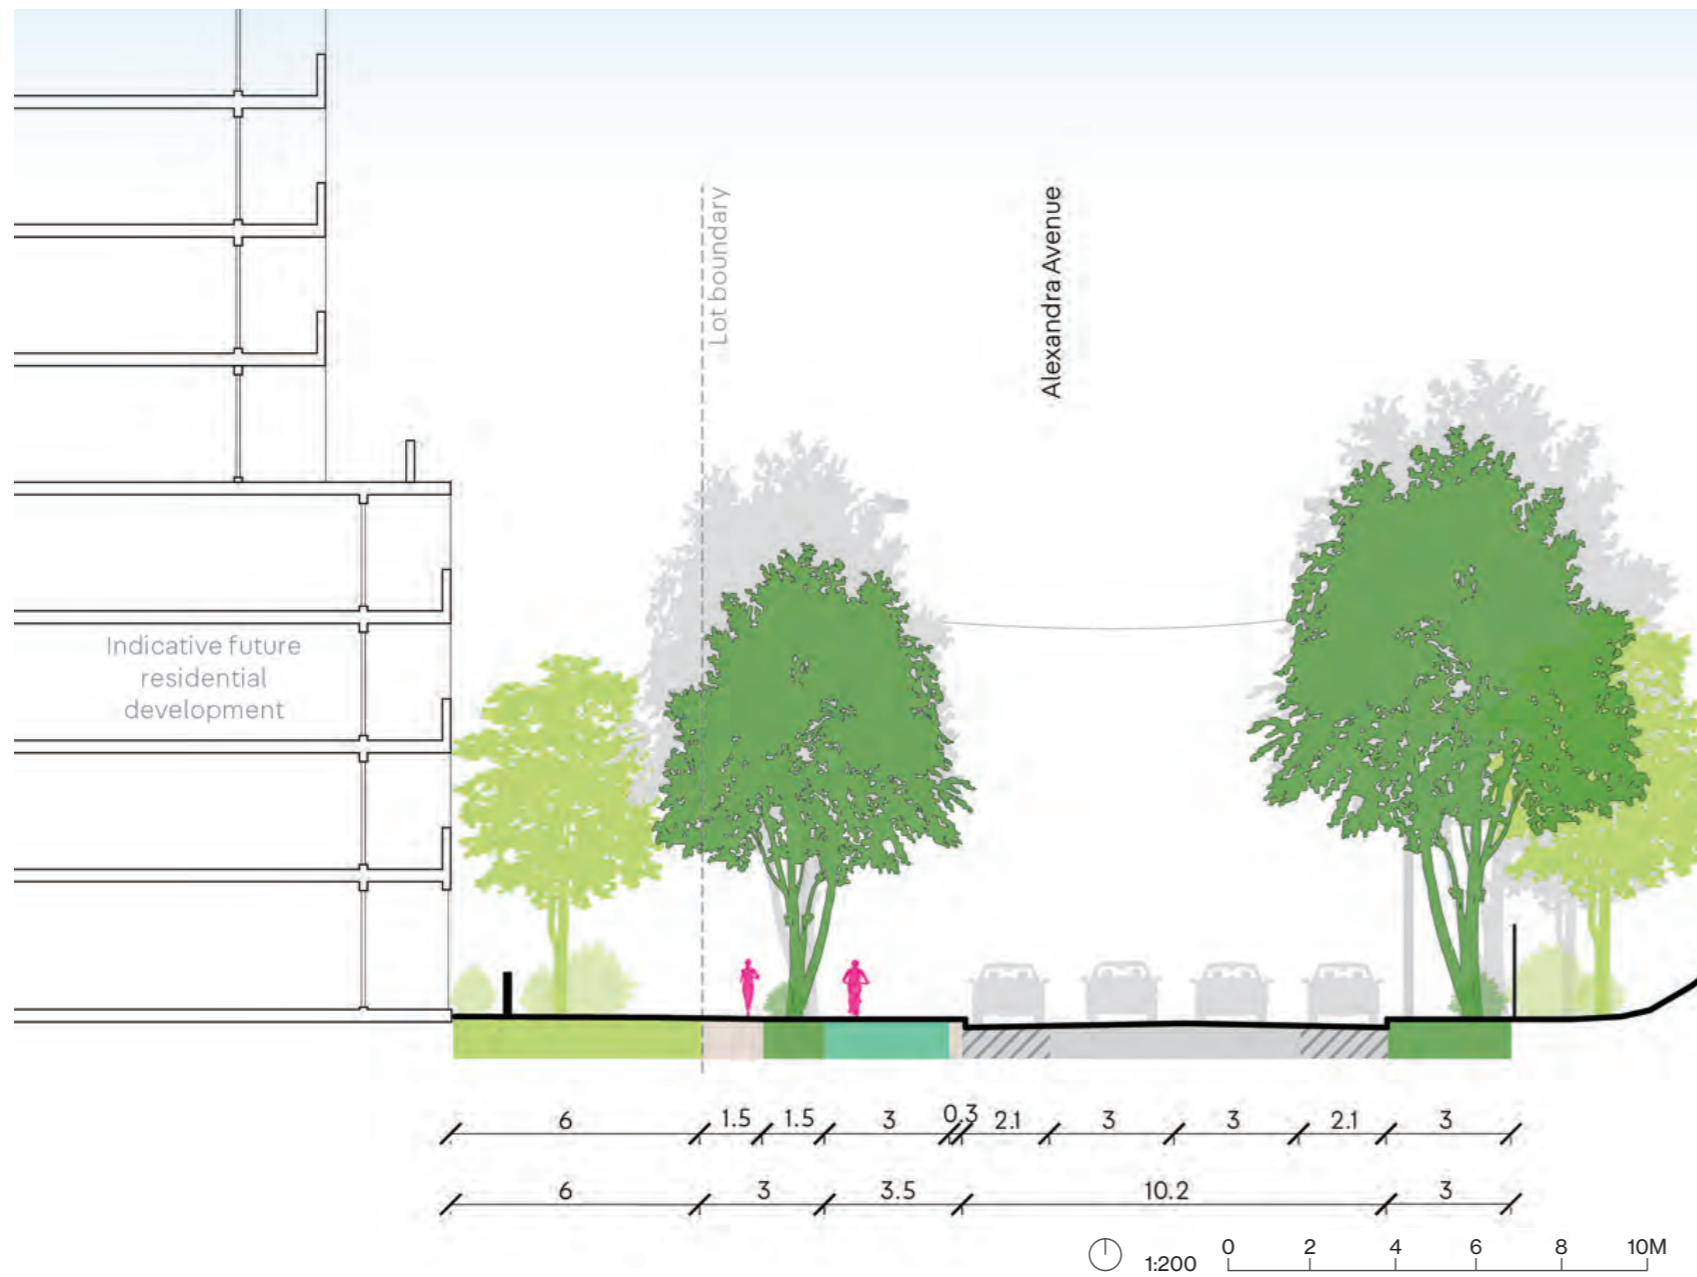 Lot boundary
Alexandra Avenue
Indicative future
residential
development
6 1.5 1.5 3 0.3 2.1 3 3 2.1 3
6 3 3.5 10.2 3
1:200 0 2 4 6 8 10M